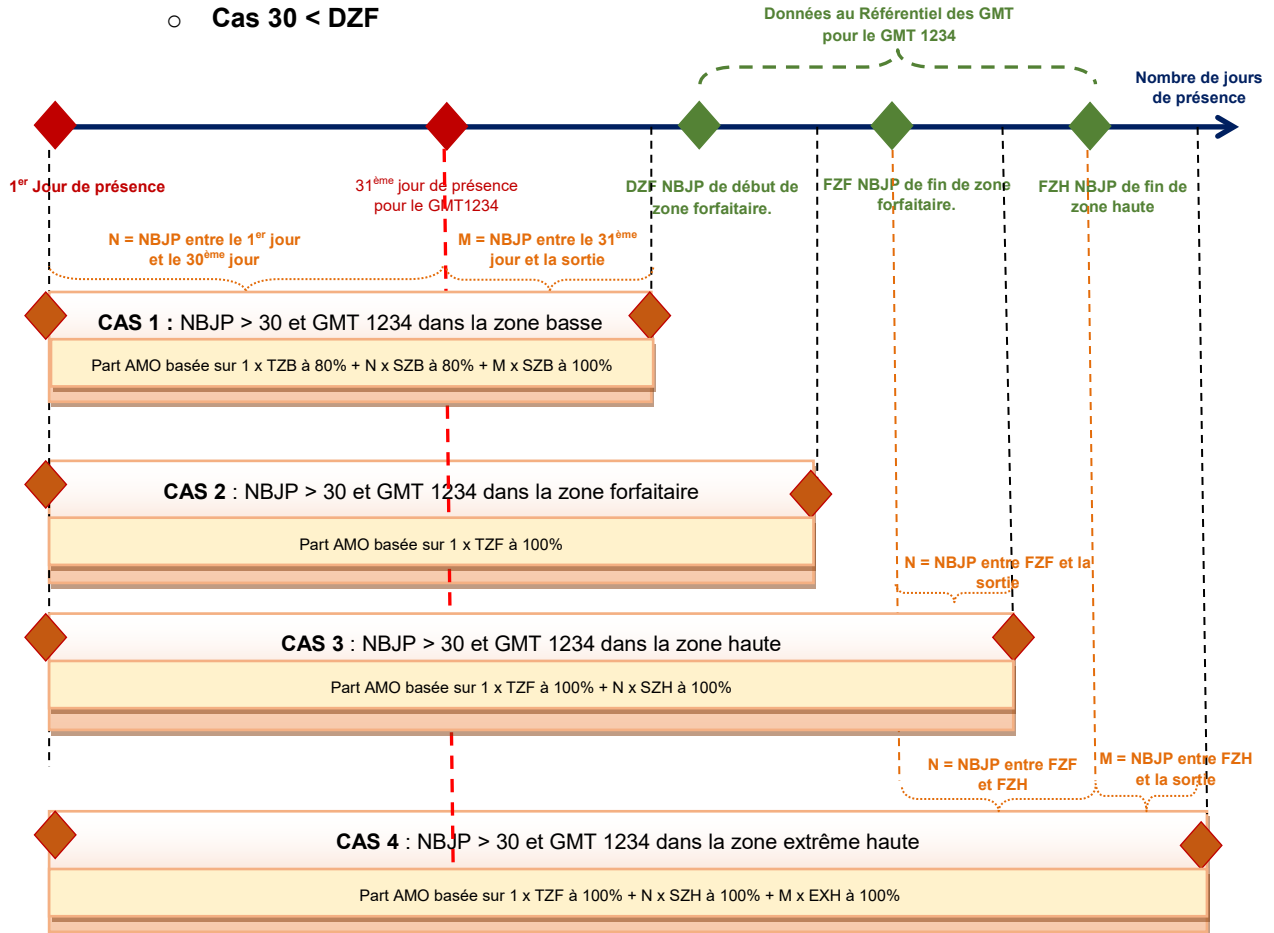 o Cas 30 < DZF
Données au Référentiel des GMT
pour le GMT 1234
Nombre de jours
de présence
1er Jour de présence
31ème jour de présence
pour le GMT1234
DZF NBJP de début de
zone forfaitaire.
FZF NBJP de fin de zone
forfaitaire.
FZH NBJP de fin de
zone haute
N = NBJP entre le 1er jour
et le 30ème jour
M = NBJP entre le 31ème
jour et la sortie
CAS 1 : NBJP > 30 et GMT 1234 dans la zone basse
Part AMO basée sur 1 x TZB à 80% + N x SZB à 80% + M x SZB à 100%
CAS 2 : NBJP > 30 et GMT 1234 dans la zone forfaitaire
Part AMO basée sur 1 x TZF à 100%
N = NBJP entre FZF et la
sortie
CAS 3 : NBJP > 30 et GMT 1234 dans la zone haute
Part AMO basée sur 1 x TZF à 100% + N x SZH à 100%
N = NBJP entre FZF
et FZH
M = NBJP entre FZH
et la sortie
CAS 4 : NBJP > 30 et GMT 1234 dans la zone extrême haute
Part AMO basée sur 1 x TZF à 100% + N x SZH à 100% + M x EXH à 100%